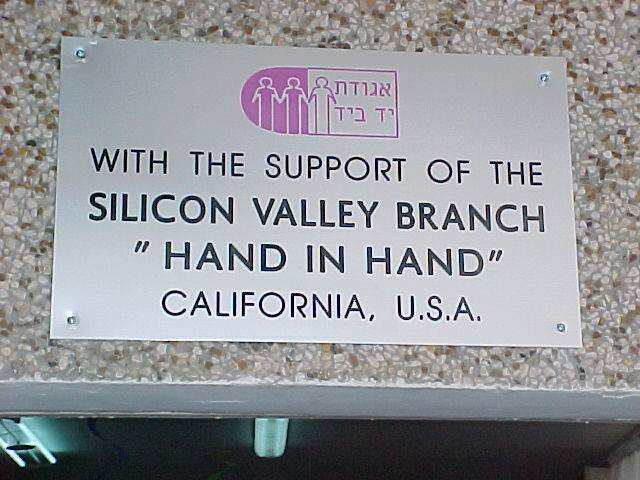 אגודת
יד ביד
WITH THE SUPPORT OF THE
SILICON VALLEY BRANCH
" HAND IN HAND"
CALIFORNIA, U.S.A.